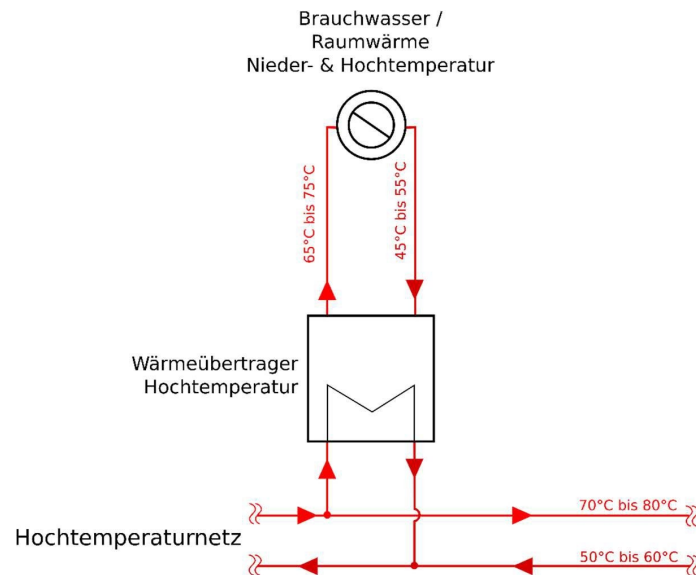 Brauchwasser /
Raumwärme
Nieder- & Hochtemperatur
65°C bis 75°C
45°C bis 55°C
Wärmeübertrager
Hochtemperatur
70°C bis 80°C
Hochtemperaturnetz
50°C bis 60°C